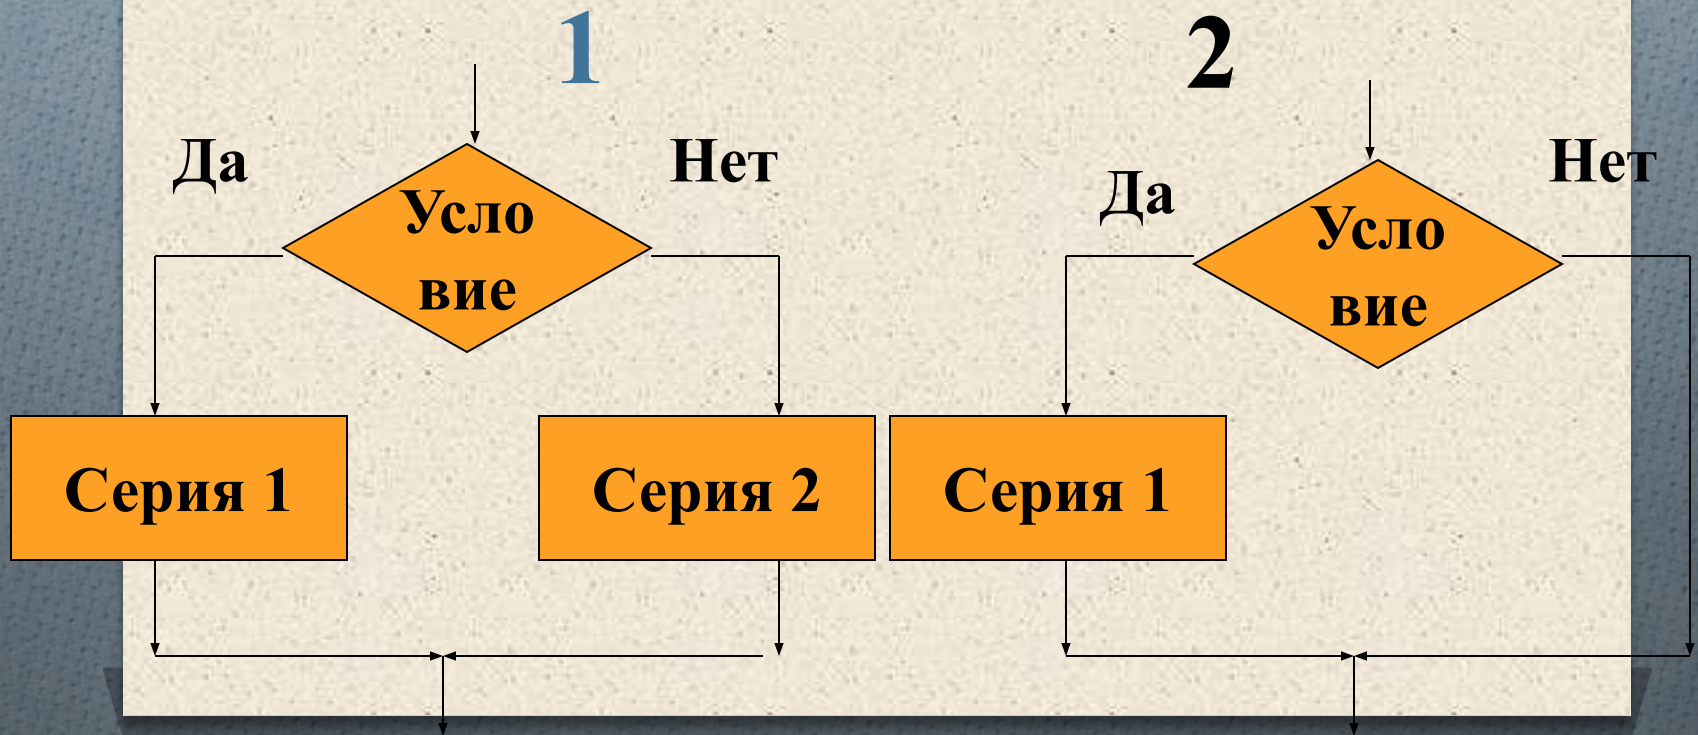 1
Да
Нет
Усло
вие
Серия 1
Серия 2
2
Да
Нет
Усло
вие
Серия 1